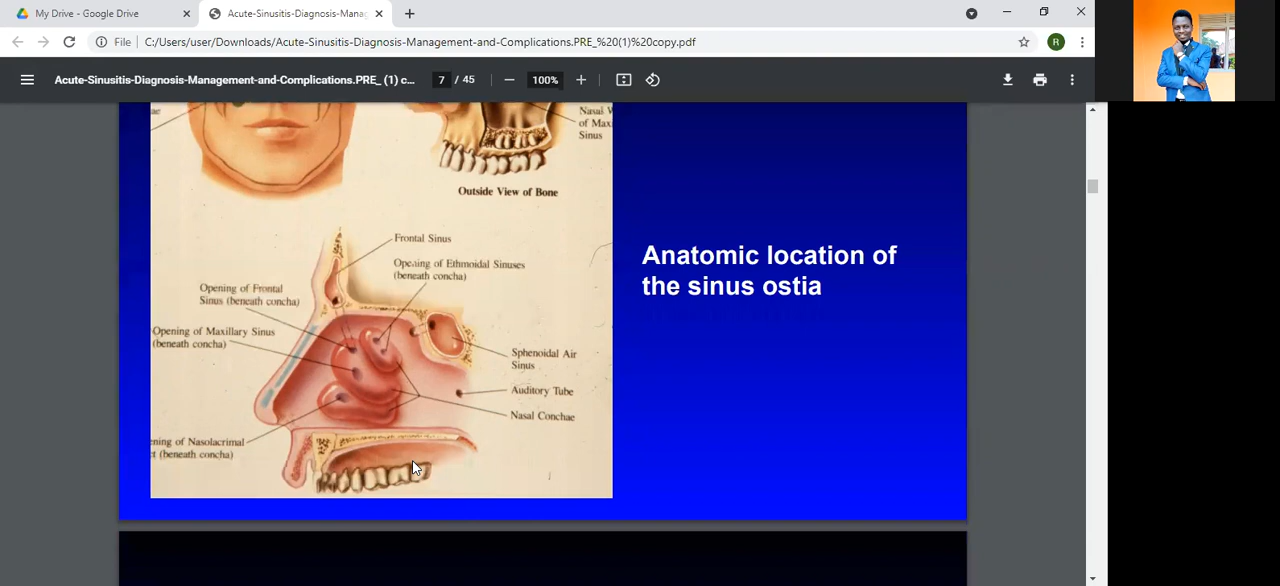 My Drive - Google Drive
Acute-Sinusitis-Diagnosis-Manag
File
C:/Users/user/Downloads/Acute-Sinusitis-Diagnosis-Management-and-Complications.PRE_%20(1)%20copy.pdf
R
Acute-Sinusitis-Diagnosis-Management-and-Complications.PRE_ (1) c...
7 / 45
100%
ae
Nasal V
of Max
Sinus
Outside View of Bone
Frontal Sinus
Opening of Ethmoidal Sinuses
(beneath concha)
Opening of Frontal
Sinus (beneath concha)
Opening of Maxillary Sinus
(beneath concha)
Sphenoidal Air
Sinus
Auditory Tube
Nasal Conchae
ening of Nasolacrimal
ct (beneath concha)
Anatomic location of
the sinus ostia